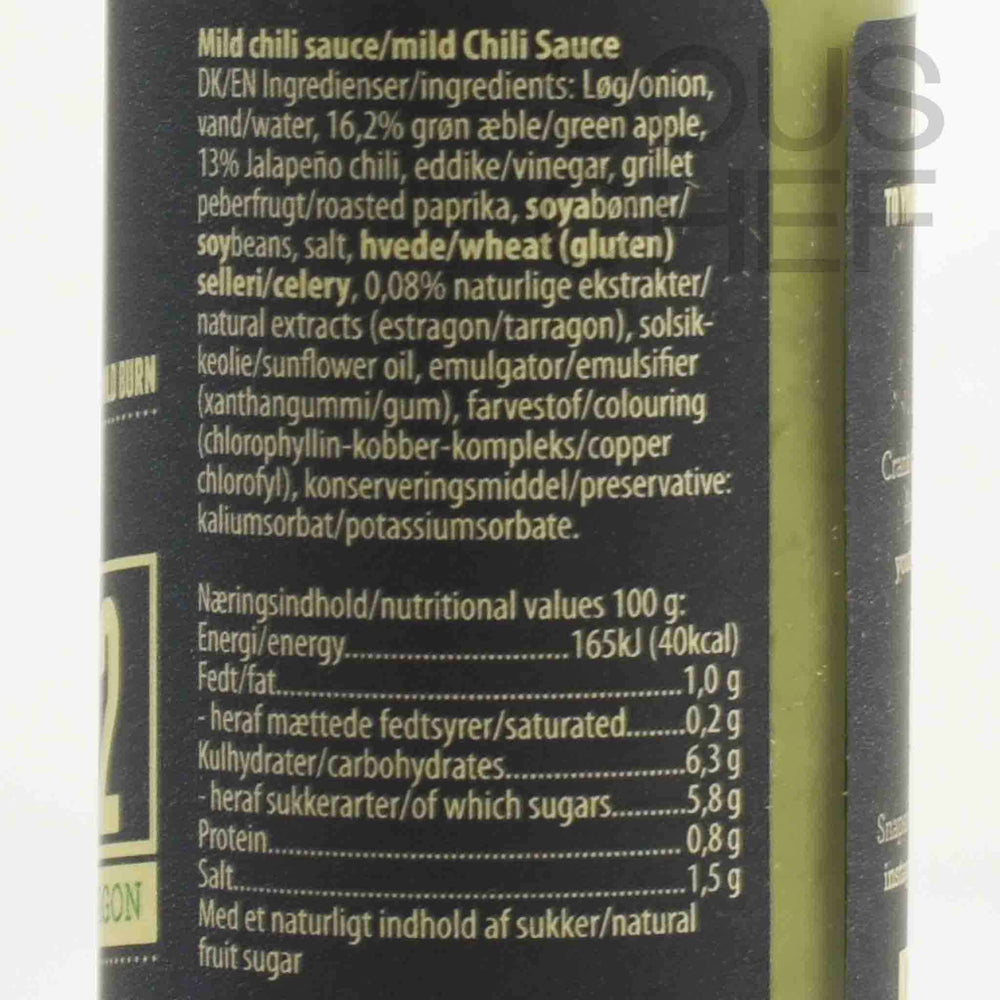 Mild chili sauce/mild Chili Sauce
DK/EN Ingredienser/ingredients: Løg/onion,
vand/water, 16,2% grøn æble/green apple,
13% Jalapeño chili, eddike/vinegar, grillet
peberfrugt/roasted paprika, soyabønner/
soybeans, salt, hvede/wheat (gluten)
selleri/celery, 0,08% naturlige ekstrakter/
natural extracts (estragon/tarragon), solsik-
keolie/sunflower oil, emulgator/emulsifier
(xanthangummi/gum), farvestof/colouring
(chlorophyllin-kobber-kompleks/copper
chlorofyl), konserveringsmiddel/preservative:
kaliumsorbat/potassiumsorbate.
Næringsindhold/nutritional values 100 g:
Energi/energy..............................165kJ (40kcal)
Fedt/fat......................................................1,0 g
- heraf mættede fedtsyrer/saturated........0,2 g
Kulhydrater/carbohydrates........................6,3 g
- heraf sukkerarter/of which sugars..........5,8 g
Protein.......................................................0,8 g
Salt............................................................1,5 g
Med et naturligt indhold af sukker/natural
fruit sugar
BURN
2
SOUS
CHEF